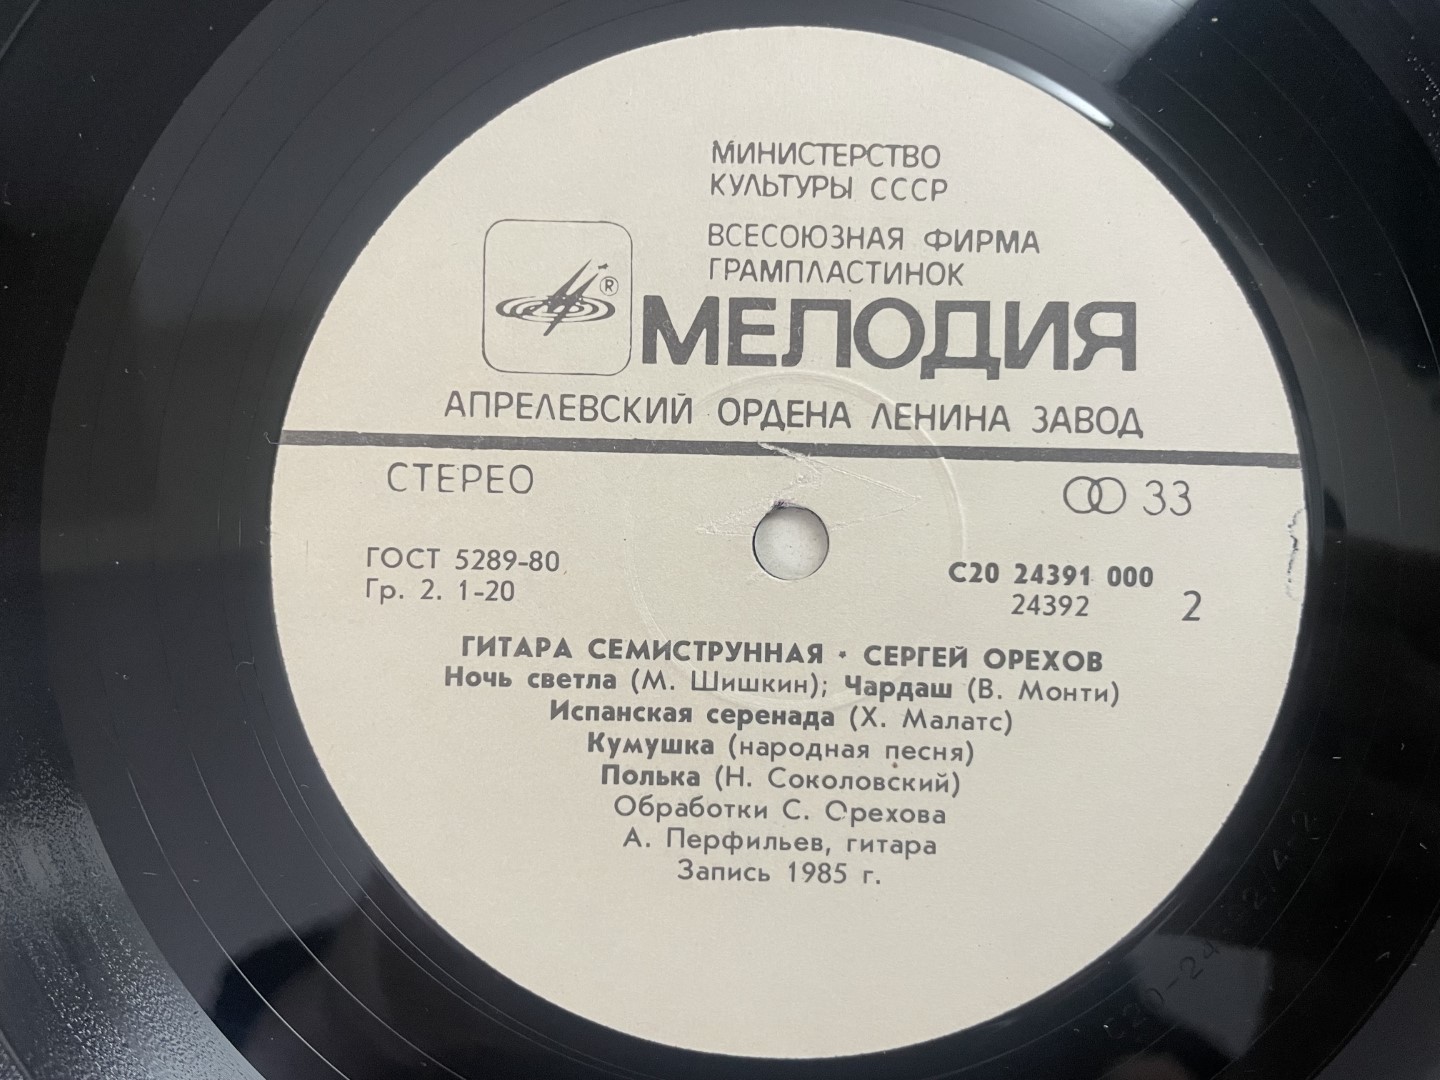 МИНИСТЕРСТВО
КУЛЬТУРЫ СССР
ВСЕСОЮЗНАЯ ФИРМА
ГРАМПЛАСТИНОК
®
МЕЛОДИЯ
АПРЕЛЕВСКИЙ ОРДЕНА ЛЕНИНА ЗАВОД
СТЕРЕО
33
ГОСТ 5289-80
Гр. 2. 1-20
С20 24391 000
24392
2
ГИТАРА СЕМИСТРУННАЯ · СЕРГЕЙ ОРЕХОВ
Ночь светла (М. Шишкин); Чардаш (В. Монти)
Испанская серенада (Х. Малатс)
Кумушка (народная песня)
Полька (Н. Соколовский)
Обработки С. Орехова
А. Перфильев, гитара
Запись 1985 г.